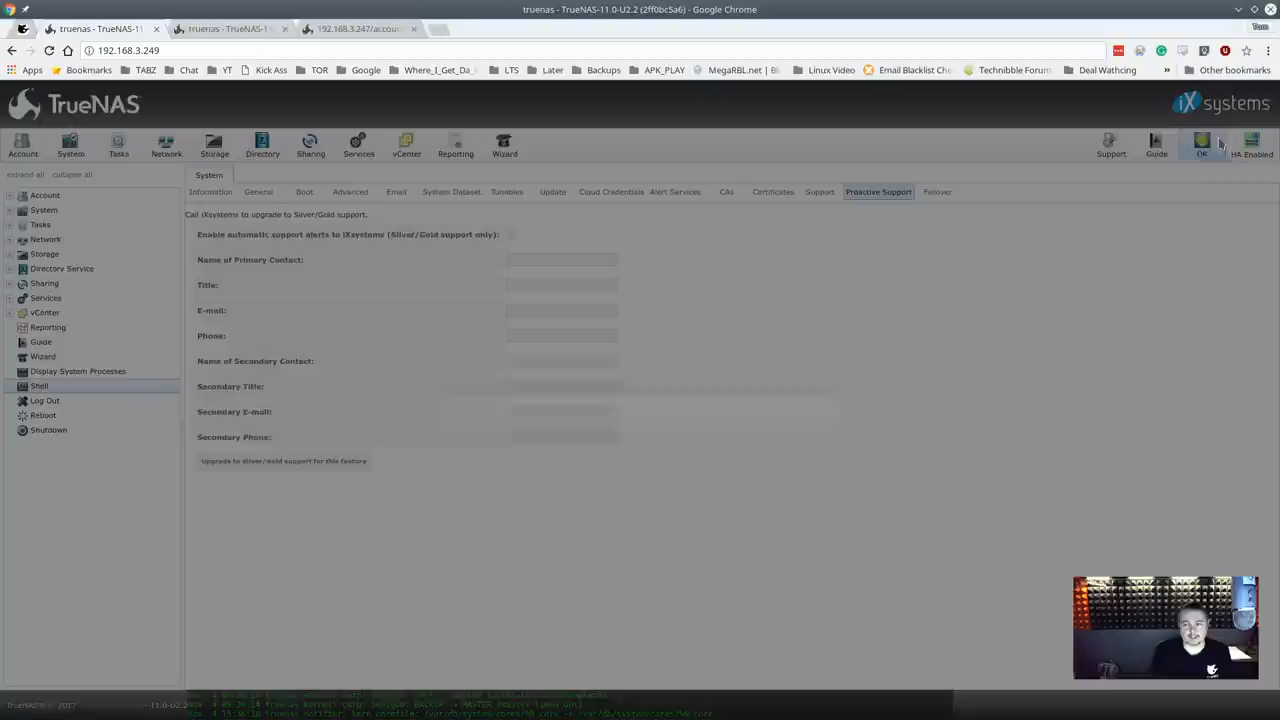 truenas - TrueNAS-11.0-U2.2 (2ff0bc5a6) - Google Chrome
truenas - TrueNAS-11
truenas - TrueNAS-1
192.168.3.247/accou
Tom
192.168.3.249
Apps
Bookmarks
TABZ
Chat
YT
Kick Ass
TOR
Google
Where_I_Get_Da_
LTS
Later
Backups
APK_PLAY
MegaRBL.net | Bl
Linux Video
Email Blacklist Che
Technibble Forum
Deal Wathcing
»
Other bookmarks
TrueNAS
iXsystems
Account
System
Tasks
Network
Storage
Directory
Sharing
Services
vCenter
Reporting
Wizard
Support
Guide
OK
HA Enabled
expand all
collapse all
Account
System
Tasks
Network
Storage
Directory Service
Sharing
Services
vCenter
Reporting
Guide
Wizard
Display System Processes
Shell
Log Out
Reboot
Shutdown
System
Information
General
Boot
Advanced
Email
System Dataset
Tunables
Update
Cloud Credentials
Alert Services
CAs
Certificates
Support
Proactive Support
Failover
Call iXsystems to upgrade to Silver/Gold support.
Enable automatic support alerts to iXsystems (Silver/Gold support only):
Name of Primary Contact:
Title:
E-mail:
Phone:
Name of Secondary Contact:
Secondary Title:
Secondary E-mail:
Secondary Phone:
Upgrade to Silver/Gold support for this feature
TrueNAS® © 2017